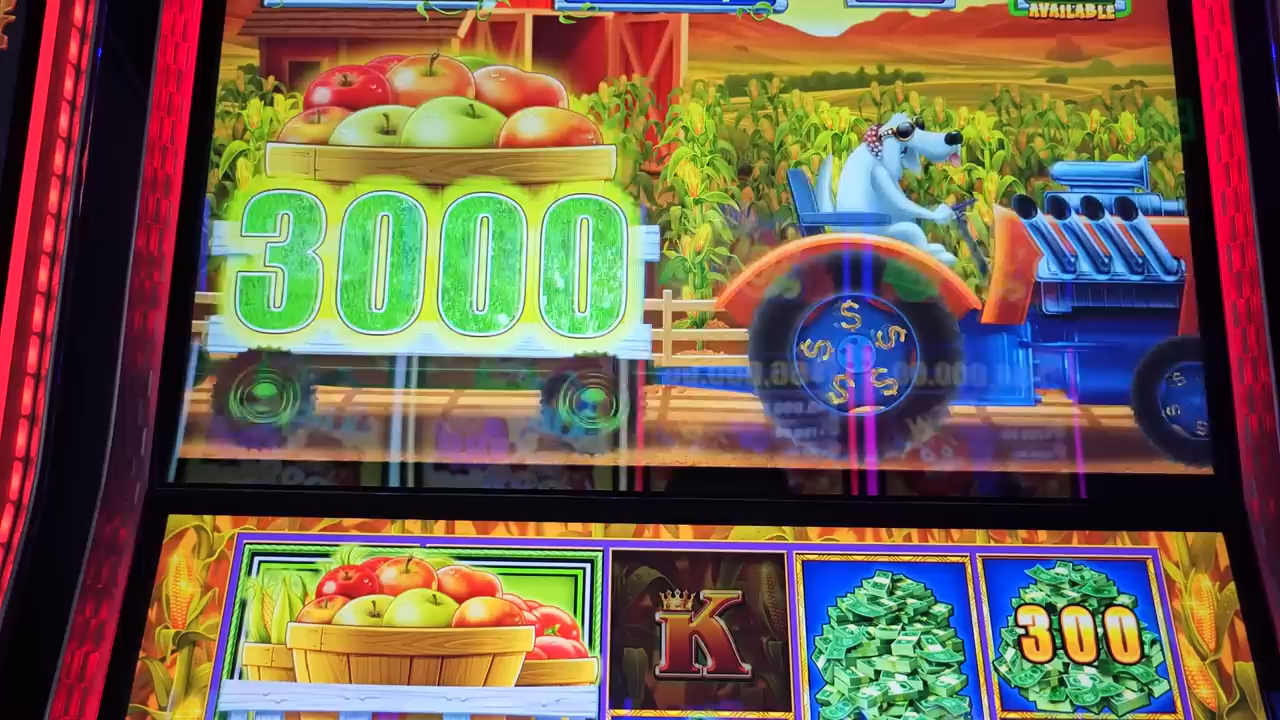 AVAILABLE
3000
$ $ $ $ $
K
300